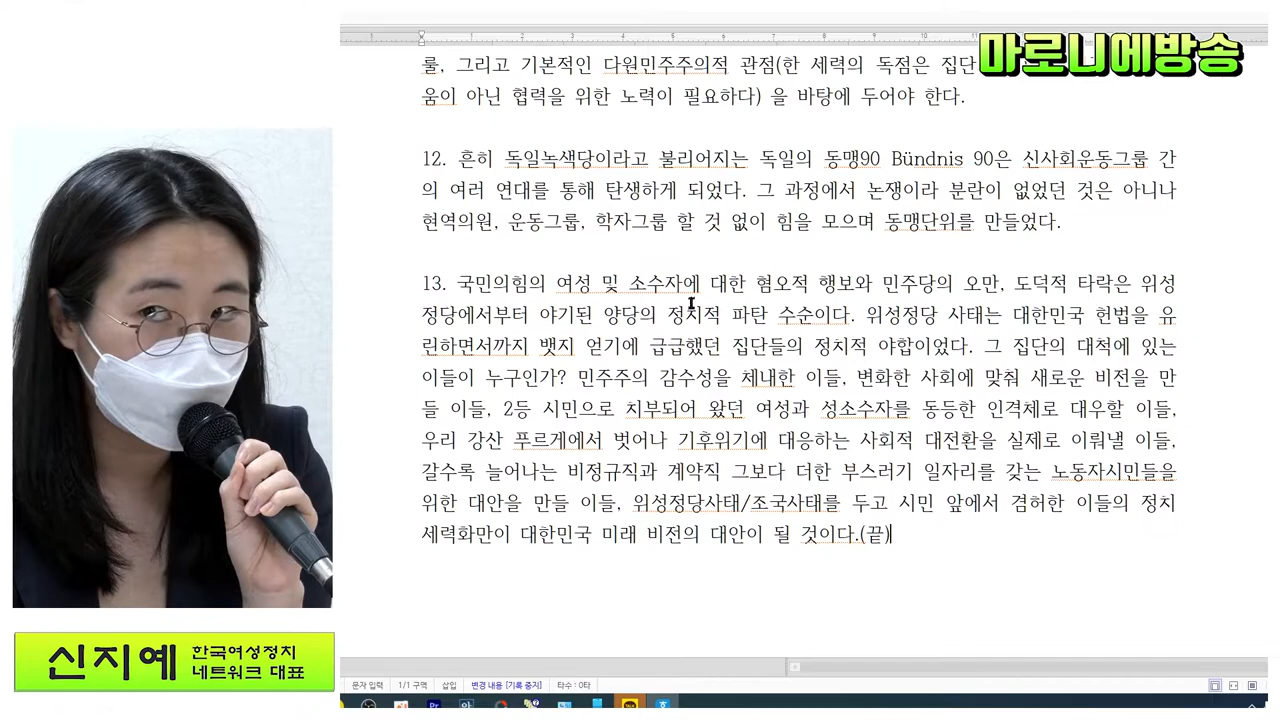 마로니에방송
룰, 그리고 기본적인 다원민주주의적 관점(한 세력의 독점은 집단
움이 아닌 협력을 위한 노력이 필요하다) 을 바탕에 두어야 한다.
12. 흔히 독일녹색당이라고 불리어지는 독일의 동맹90 Bündnis 90은 신사회운동그룹 간
의 여러 연대를 통해 탄생하게 되었다. 그 과정에서 논쟁이라 분란이 없었던 것은 아니나
현역의원, 운동그룹, 학자그룹 할 것 없이 힘을 모으며 동맹단위를 만들었다.
13. 국민의힘의 여성 및 소수자에 대한 혐오적 행보와 민주당의 오만, 도덕적 타락은 위성
정당에서부터 야기된 양당의 정치적 파탄 수순이다. 위성정당 사태는 대한민국 헌법을 유
린하면서까지 뱃지 얻기에 급급했던 집단들의 정치적 야합이었다. 그 집단의 대척에 있는
이들이 누구인가? 민주주의 감수성을 체내한 이들, 변화한 사회에 맞춰 새로운 비전을 만
들 이들, 2등 시민으로 치부되어 왔던 여성과 성소수자를 동등한 인격체로 대우할 이들,
우리 강산 푸르게에서 벗어나 기후위기에 대응하는 사회적 대전환을 실제로 이뤄낼 이들,
갈수록 늘어나는 비정규직과 계약직 그보다 더한 부스러기 일자리를 갖는 노동자시민들을
위한 대안을 만들 이들, 위성정당사태/조국사태를 두고 시민 앞에서 겸허한 이들의 정치
세력화만이 대한민국 미래 비전의 대안이 될 것이다.(끝)
신지예 한국여성정치
네트워크 대표
문자 입력 1/1 구역 삽입 변경 내용 [기록 중지] 타수 : 0타